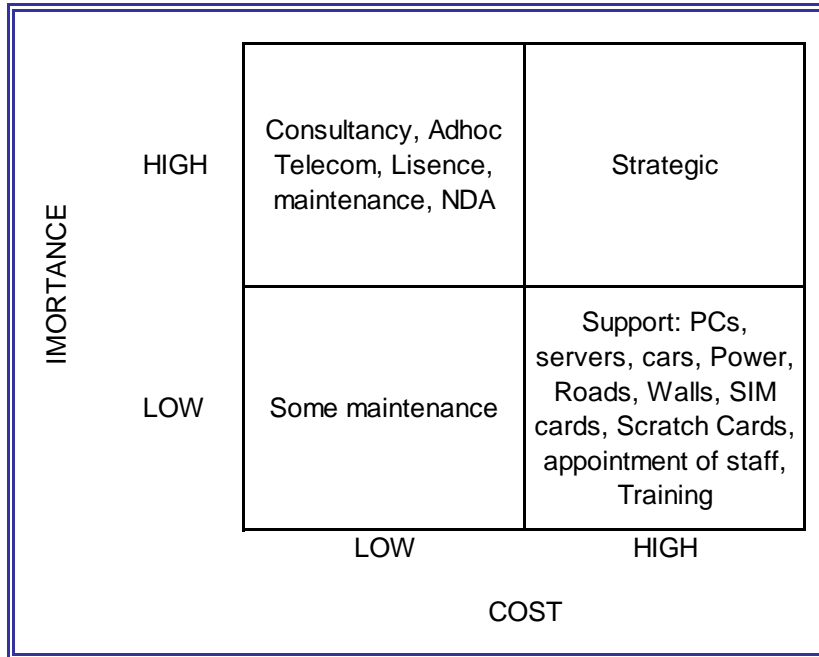 IMORTANCE
HIGH
Consultancy, Adhoc
Telecom, Lisence,
maintenance, NDA
Strategic
LOW
Some maintenance
Support: PCs,
servers, cars, Power,
Roads, Walls, SIM
cards, Scratch Cards,
appointment of staff,
Training
LOW
HIGH
COST